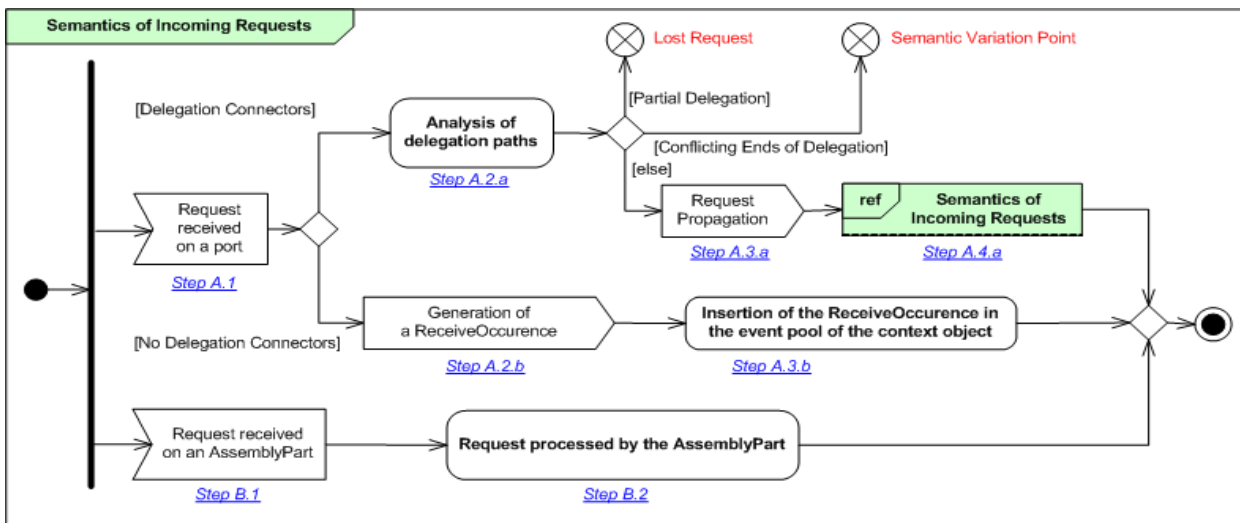 Semantics of Incoming Requests
Lost Request
Semantic Variation Point
[Delegation Connectors]
[Partial Delegation]
Analysis of
delegation paths
[Conflicting Ends of Delegation]
Step A.2.a
[else]
Request
received
on a port
Step A.1
Request
Propagation
Step A.3.a
ref
Semantics of
Incoming Requests
Step A.4.a
[No Delegation Connectors]
Generation of
a ReceiveOccurence
Step A.2.b
Insertion of the ReceiveOccurence in
the event pool of the context object
Step A.3.b
Request received
on an AssemblyPart
Step B.1
Request processed by the AssemblyPart
Step B.2